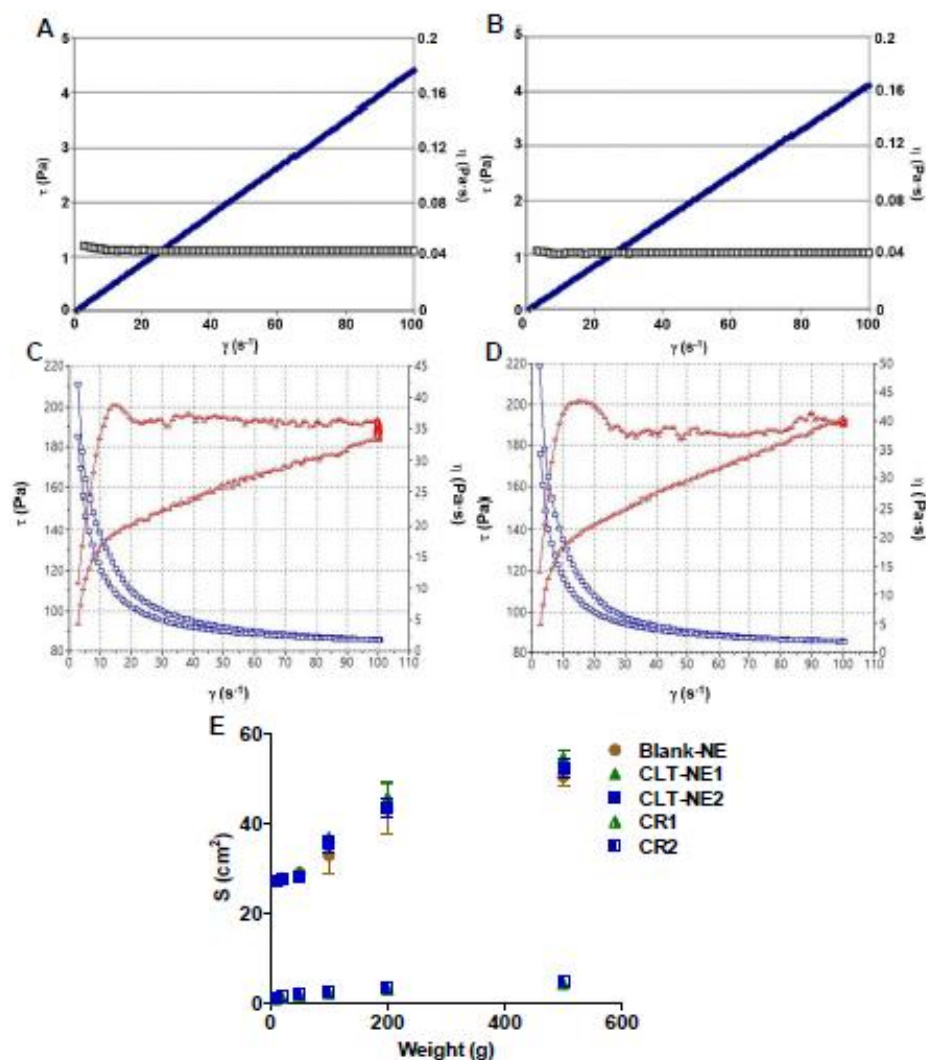 A
5
4
3
2
1
0
τ (Pa)
0 20 40 60 80 100
γ (s⁻¹)
0.2
0.16
0.12
0.08
0.04
0
η (Pa·s)
B
5
4
3
2
1
0
τ (Pa)
0 20 40 60 80 100
γ (s⁻¹)
0.2
0.16
0.12
0.08
0.04
0
η (Pa·s)
C
220
200
180
160
140
120
100
80
τ (Pa)
0 10 20 30 40 50 60 70 80 90 100 110
γ (s⁻¹)
45
40
35
30
25
20
15
10
5
0
η (Pa·s)
D
220
200
180
160
140
120
100
80
τ (Pa)
0 10 20 30 40 50 60 70 80 90 100 110
γ (s⁻¹)
50
45
40
35
30
25
20
15
10
5
0
η (Pa·s)
E
60
40
20
0
S (cm²)
0 200 400 600
Weight (g)
Blank-NE
CLT-NE1
CLT-NE2
CR1
CR2